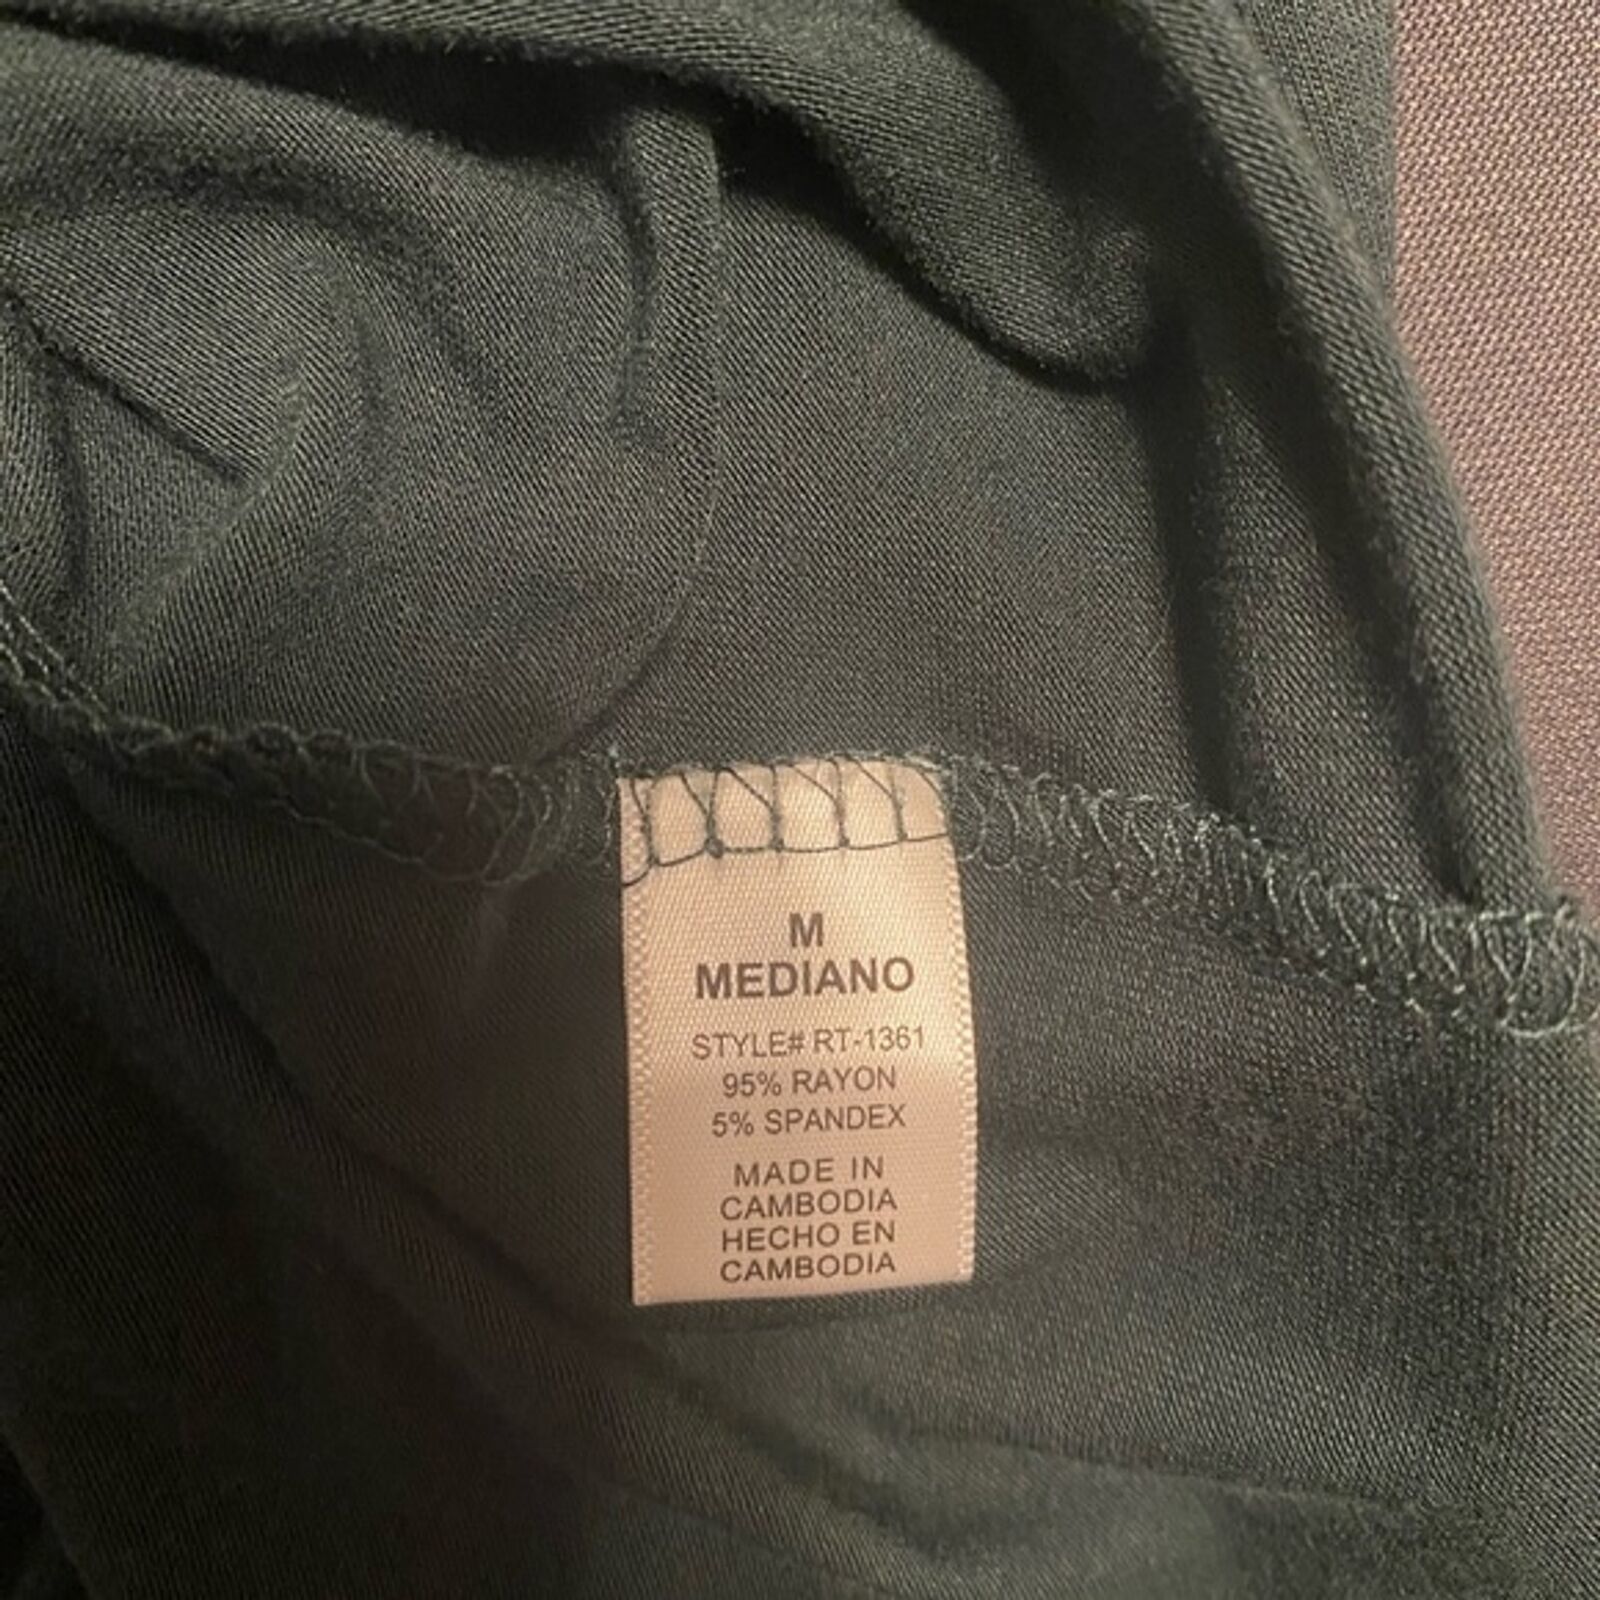 M
MEDIANO
STYLE# RT-1361
95% RAYON
5% SPANDEX
MADE IN
CAMBODIA
HECHO EN
CAMBODIA